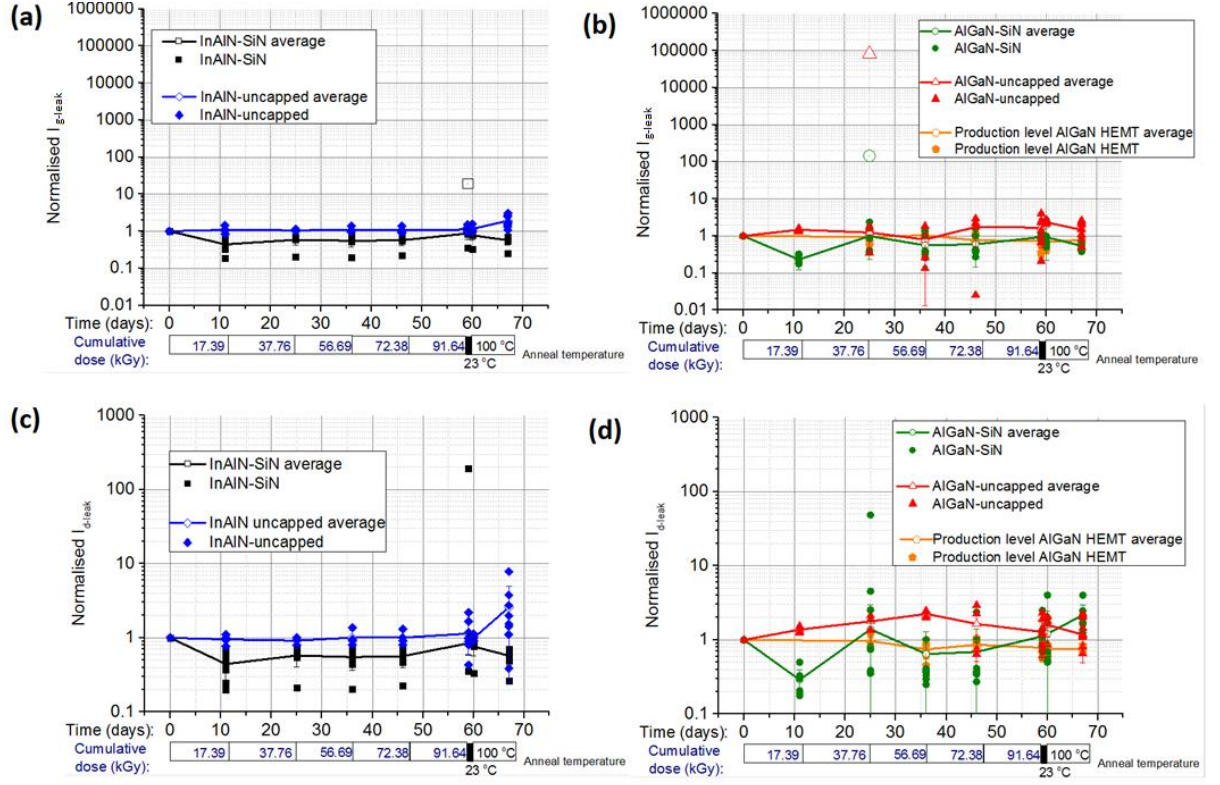 (a)
1000000
100000
10000
1000
100
10
1
0.1
0.01
Normalised I g-leak
InAlN-SiN average
InAlN-SiN
InAlN-uncapped average
InAlN-uncapped
Time (days): 0 10 20 30 40 50 60 70
Cumulative dose (kGy): 17.39 37.76 56.69 72.38 91.64 100 °C Anneal temperature
23 °C
(b)
1000000
100000
10000
1000
100
10
1
0.1
0.01
Normalised I g-leak
AlGaN-SiN average
AlGaN-SiN
AlGaN-uncapped average
AlGaN-uncapped
Production level AlGaN HEMT average
Production level AlGaN HEMT
Time (days): 0 10 20 30 40 50 60 70
Cumulative dose (kGy): 17.39 37.76 56.69 72.38 91.64 100 °C Anneal temperature
23 °C
(c)
1000
100
10
1
0.1
Normalised I d-leak
InAlN-SiN average
InAlN-SiN
InAlN uncapped average
InAlN-uncapped
Time (days): 0 10 20 30 40 50 60 70
Cumulative dose (kGy): 17.39 37.76 56.69 72.38 91.64 100 °C Anneal temperature
23 °C
(d)
1000
100
10
1
0.1
Normalised I d-leak
AlGaN-SiN average
AlGaN-SiN
AlGaN-uncapped average
AlGaN-uncapped
Production level AlGaN HEMT average
Production level AlGaN HEMT
Time (days): 0 10 20 30 40 50 60 70
Cumulative dose (kGy): 17.39 37.76 56.69 72.38 91.64 100 °C Anneal temperature
23 °C